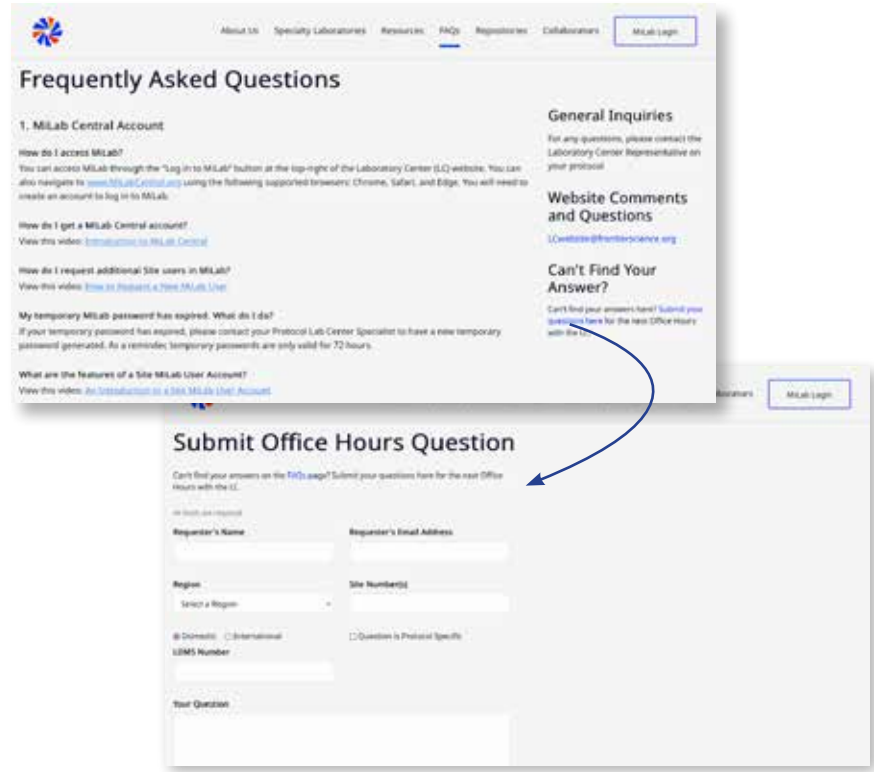 About Us Specialty Laboratories Resources FAQs Repositories Collaborators MiLab Login
Frequently Asked Questions
1. MiLab Central Account
How do I access MiLab?
You can access MiLab through the "Log in to MiLab" button at the top-right of the Laboratory Center (LC) website. You can
also navigate to www.MiLabCentral.org using the following supported browsers: Chrome, Safari, and Edge. You will need to
create an account to log in to MiLab.
How do I get a MiLab Central account?
View this video: Introduction to MiLab Central
How do I request additional Site users in MiLab?
View this video: How to Request a New MiLab User
My temporary MiLab password has expired. What do I do?
If your temporary password has expired, please contact your Protocol Lab Center Specialist to have a new temporary
password generated. As a reminder, temporary passwords are only valid for 72 hours.
What are the features of a Site MiLab User Account?
View this video: An Introduction to a Site MiLab User Account
General Inquiries
For any questions, please contact the
Laboratory Center Representative on
your protocol
Website Comments
and Questions
LCwebsite@frontierscience.org
Can't Find Your
Answer?
Can't find your answers here? Submit your
questions here for the next Office Hours
with the LC.
MiLab Login
Submit Office Hours Question
Can't find your answers on the FAQs page? Submit your questions here for the next Office
Hours with the LC.
are required
Requester's Name Requester's Email Address
Region Site Number(s)
Select a Region
Domestic International Question is Protocol Specific
LDMS Number
Your Question